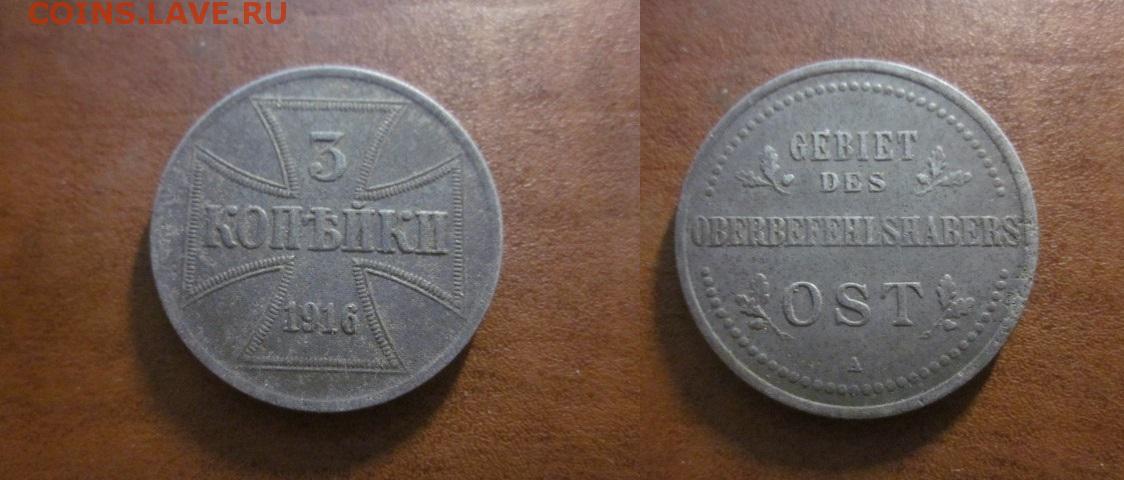 COINS.LAVE.RU
3
КОПѢЙКИ
1916
GEBIET
DES
OBERBEFEHLSHABERS
OST
A